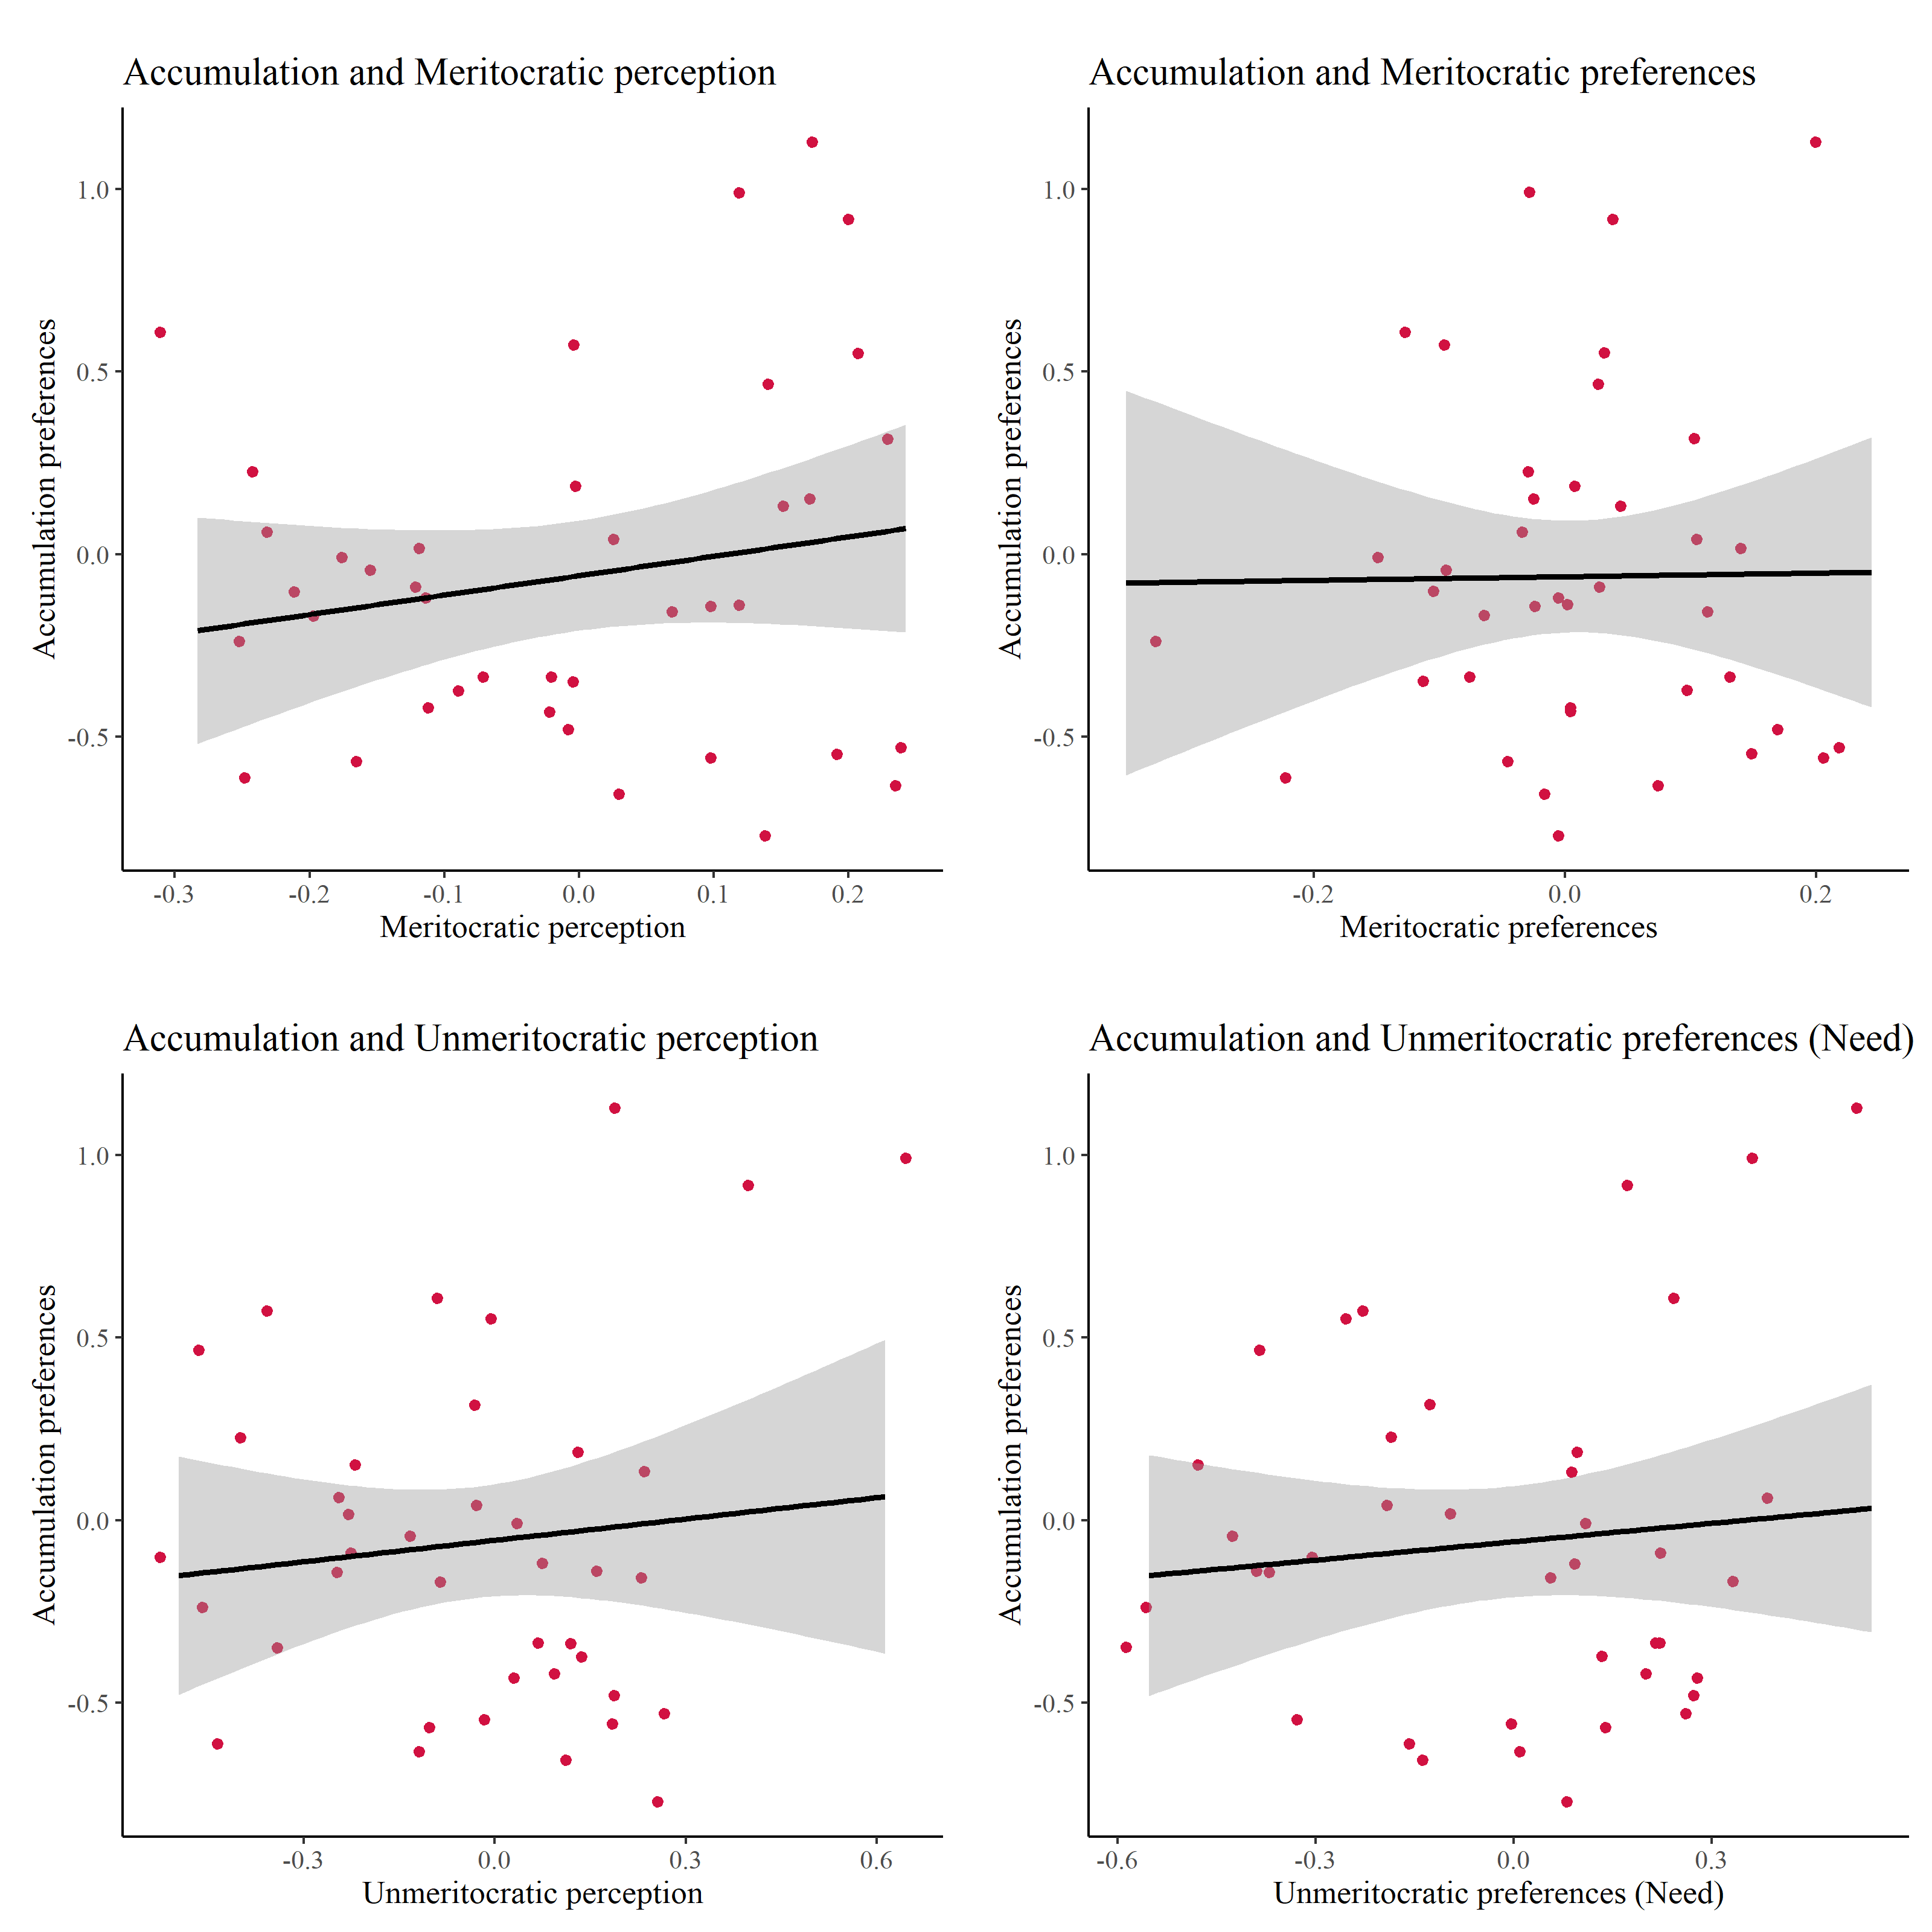 Accumulation and Meritocratic perception
Accumulation preferences
1.0
0.5
0.0
-0.5
-0.3 -0.2 -0.1 0.0 0.1 0.2
Meritocratic perception
Accumulation and Meritocratic preferences
Accumulation preferences
1.0
0.5
0.0
-0.5
-0.2 0.0 0.2
Meritocratic preferences
Accumulation and Unmeritocratic perception
Accumulation preferences
1.0
0.5
0.0
-0.5
-0.3 0.0 0.3 0.6
Unmeritocratic perception
Accumulation and Unmeritocratic preferences (Need)
Accumulation preferences
1.0
0.5
0.0
-0.5
-0.6 -0.3 0.0 0.3
Unmeritocratic preferences (Need)